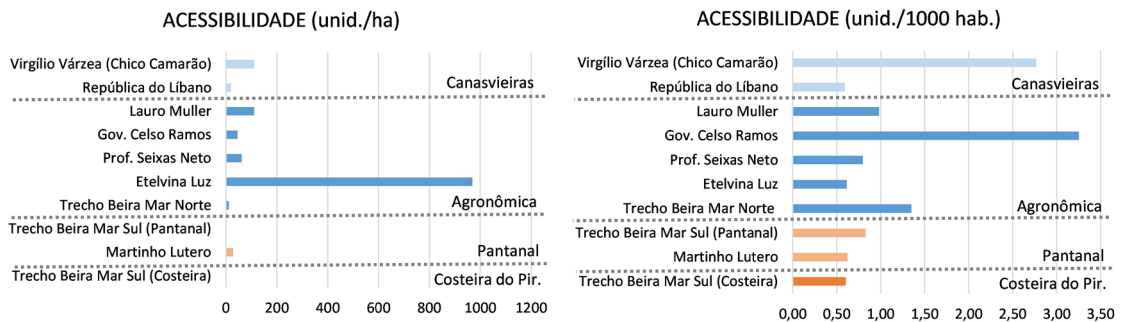 ACESSIBILIDADE (unid./ha)
Virgílio Várzea (Chico Camarão)
República do Líbano
Canasvieiras
Lauro Muller
Gov. Celso Ramos
Prof. Seixas Neto
Etelvina Luz
Trecho Beira Mar Norte
Agronômica
Trecho Beira Mar Sul (Pantanal)
Martinho Lutero
Pantanal
Trecho Beira Mar Sul (Costeira)
Costeira do Pir.
0 200 400 600 800 1000 1200
ACESSIBILIDADE (unid./1000 hab.)
Virgílio Várzea (Chico Camarão)
República do Líbano
Canasvieiras
Lauro Muller
Gov. Celso Ramos
Prof. Seixas Neto
Etelvina Luz
Trecho Beira Mar Norte
Agronômica
Trecho Beira Mar Sul (Pantanal)
Martinho Lutero
Pantanal
Trecho Beira Mar Sul (Costeira)
Costeira do Pir.
0,00 0,50 1,00 1,50 2,00 2,50 3,00 3,50